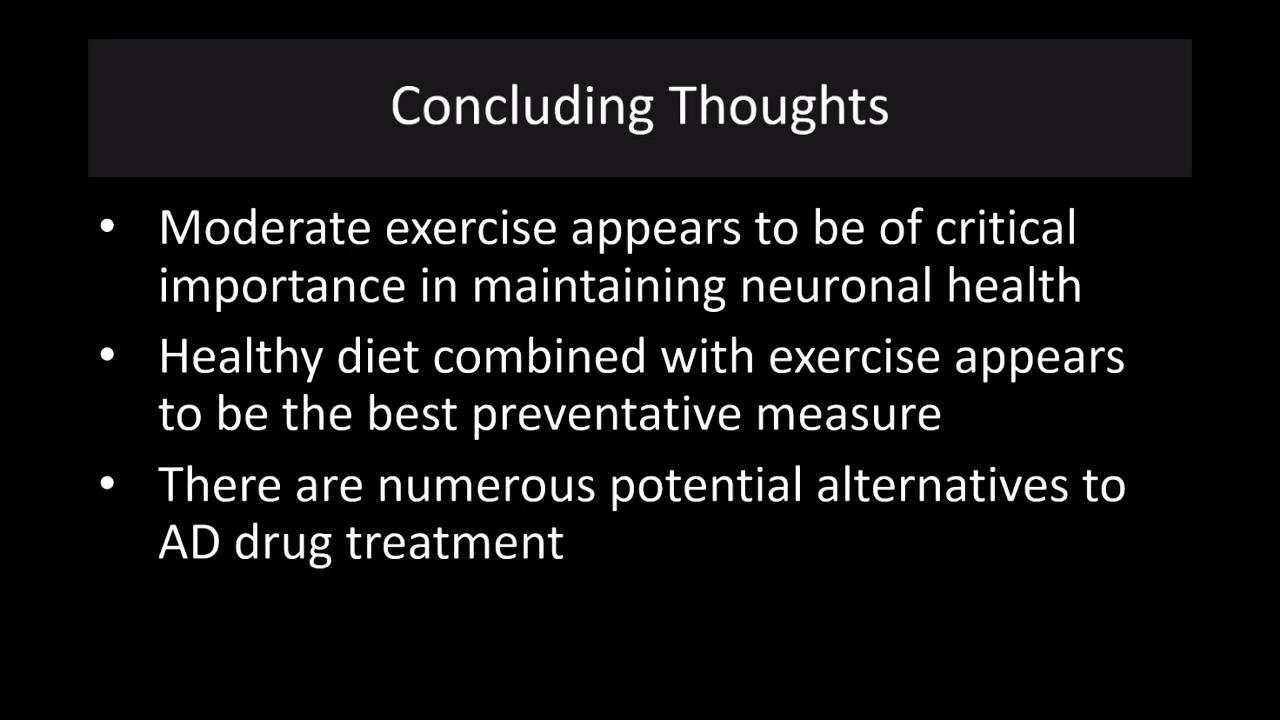 Concluding Thoughts
• Moderate exercise appears to be of critical
importance in maintaining neuronal health
• Healthy diet combined with exercise appears
to be the best preventative measure
• There are numerous potential alternatives to
AD drug treatment